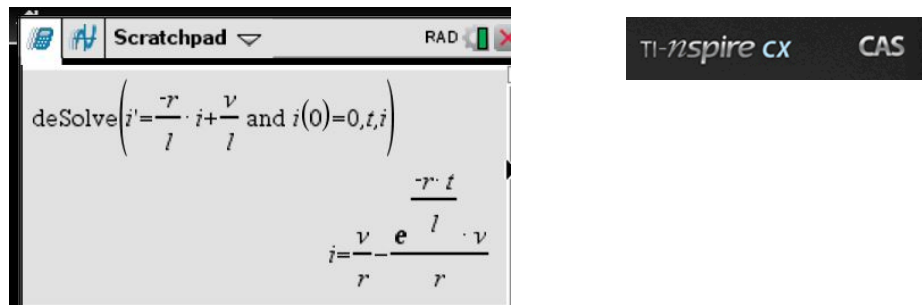 Scratchpad
RAD
TI-nspire CX CAS
deSolve(i'=-r/l·i+v/l and i(0)=0,t,i)
i=v/r-e^(-r·t/l)·v/r